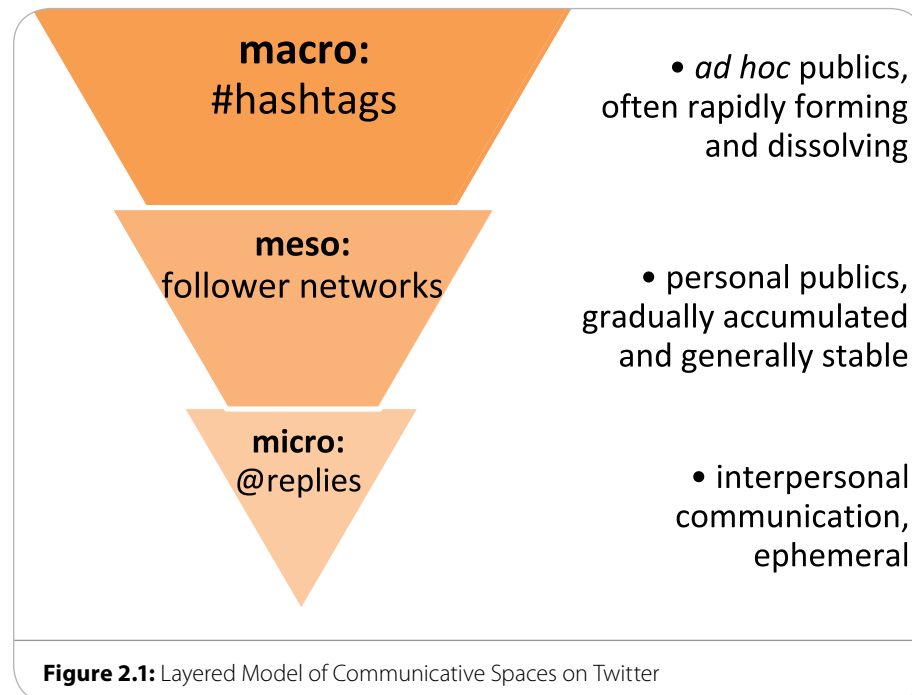 macro:
#hashtags
• ad hoc publics,
often rapidly forming
and dissolving
meso:
follower networks
• personal publics,
gradually accumulated
and generally stable
micro:
@replies
• interpersonal
communication,
ephemeral
Figure 2.1: Layered Model of Communicative Spaces on Twitter